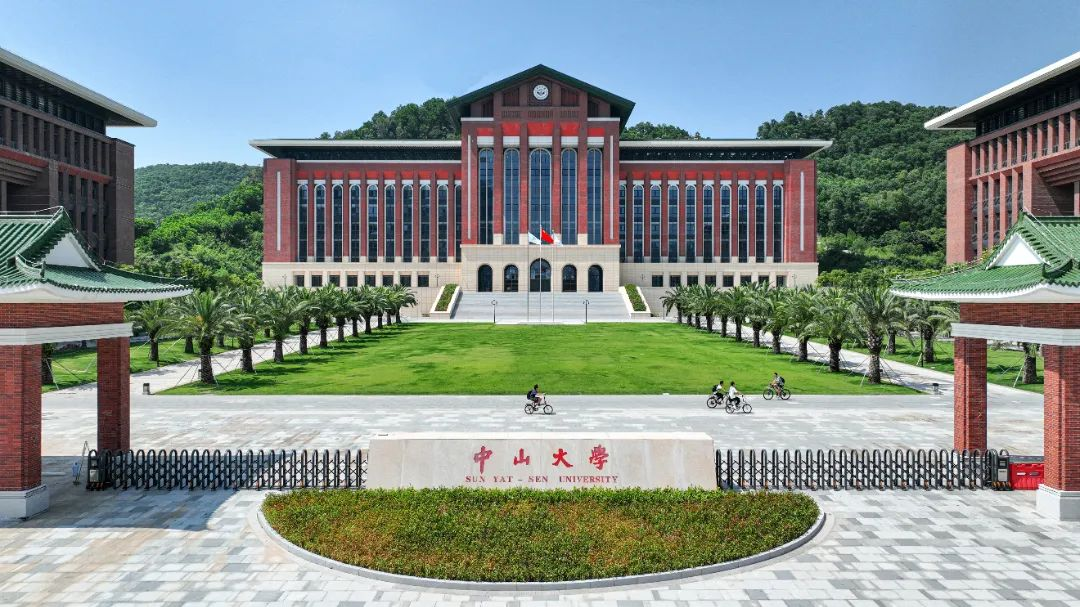 中山大學
SUN YAT-SEN UNIVERSITY